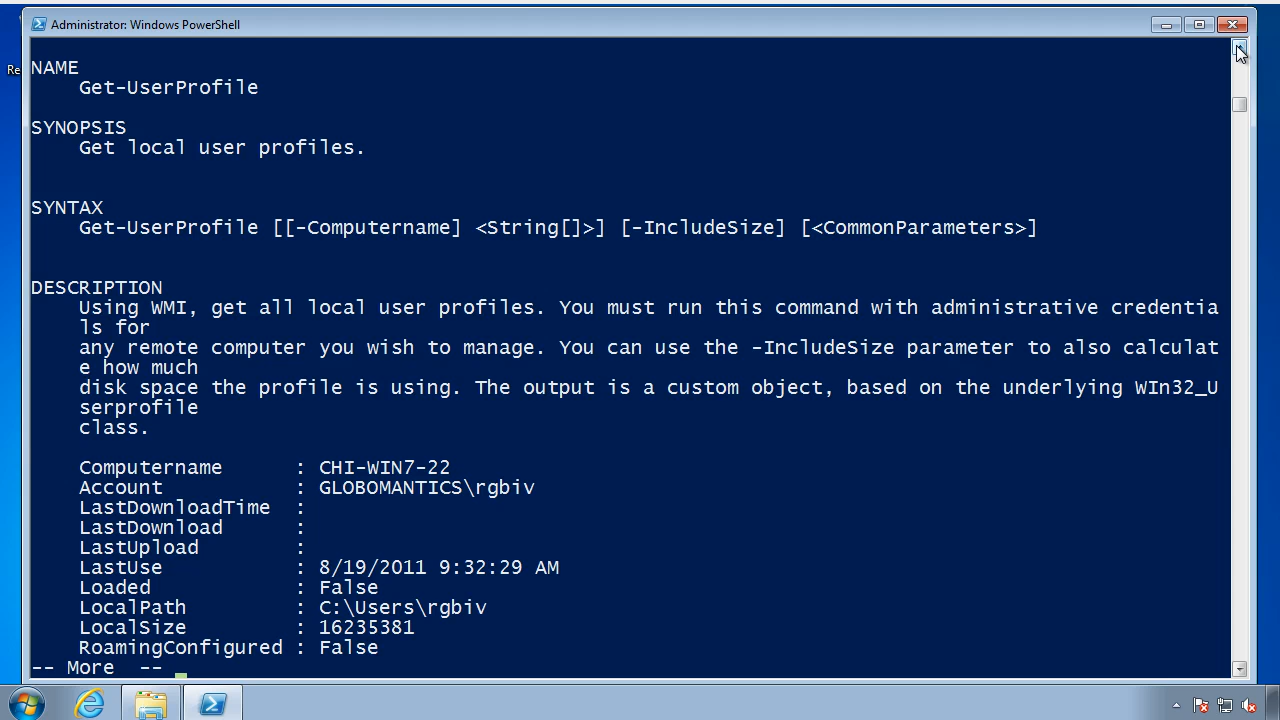 Administrator: Windows PowerShell
Re
NAME
Get-UserProfile
SYNOPSIS
Get local user profiles.
SYNTAX
Get-UserProfile [[-Computername] <String[]>] [-IncludeSize] [<CommonParameters>]
DESCRIPTION
Using WMI, get all local user profiles. You must run this command with administrative credentia
ls for
any remote computer you wish to manage. You can use the -IncludeSize parameter to also calculat
e how much
disk space the profile is using. The output is a custom object, based on the underlying WIn32_U
serprofile
class.
Computername : CHI-WIN7-22
Account : GLOBOMANTICS\rgbiv
LastDownloadTime :
LastDownload :
LastUpload :
LastUse : 8/19/2011 9:32:29 AM
Loaded : False
LocalPath : C:\Users\rgbiv
LocalSize : 16235381
RoamingConfigured : False
-- More --